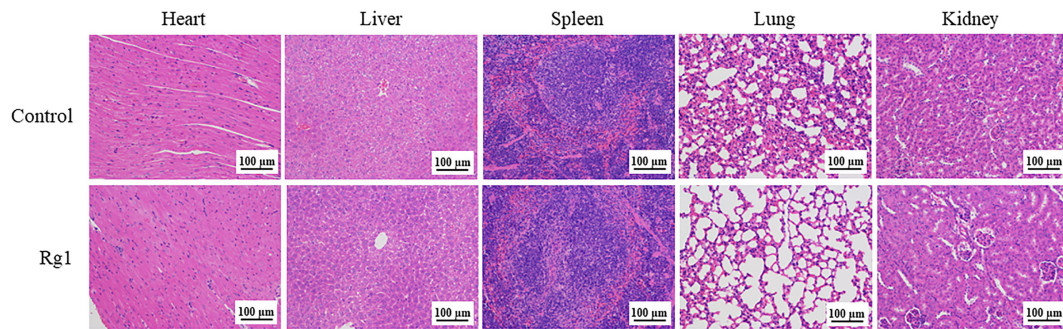 Heart Liver Spleen Lung Kidney
Control
100 μm 100 μm 100 μm 100 μm 100 μm
Rg1
100 μm 100 μm 100 μm 100 μm 100 μm